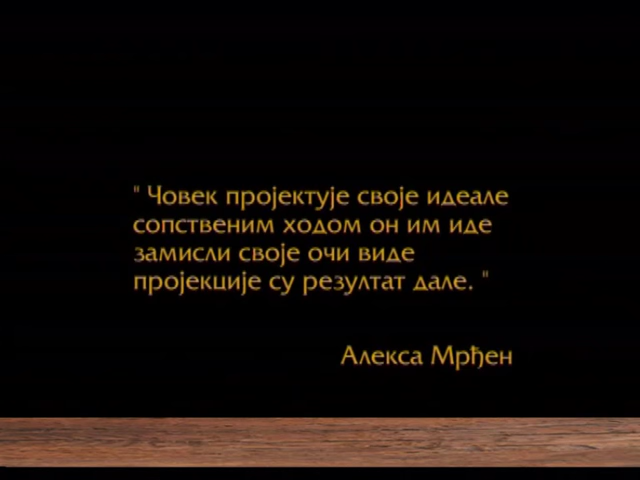 " Човек пројектује своје идеале
сопственим ходом он им иде
замисли своје очи виде
пројекције су резултат дале. "
Алекса Мрђен